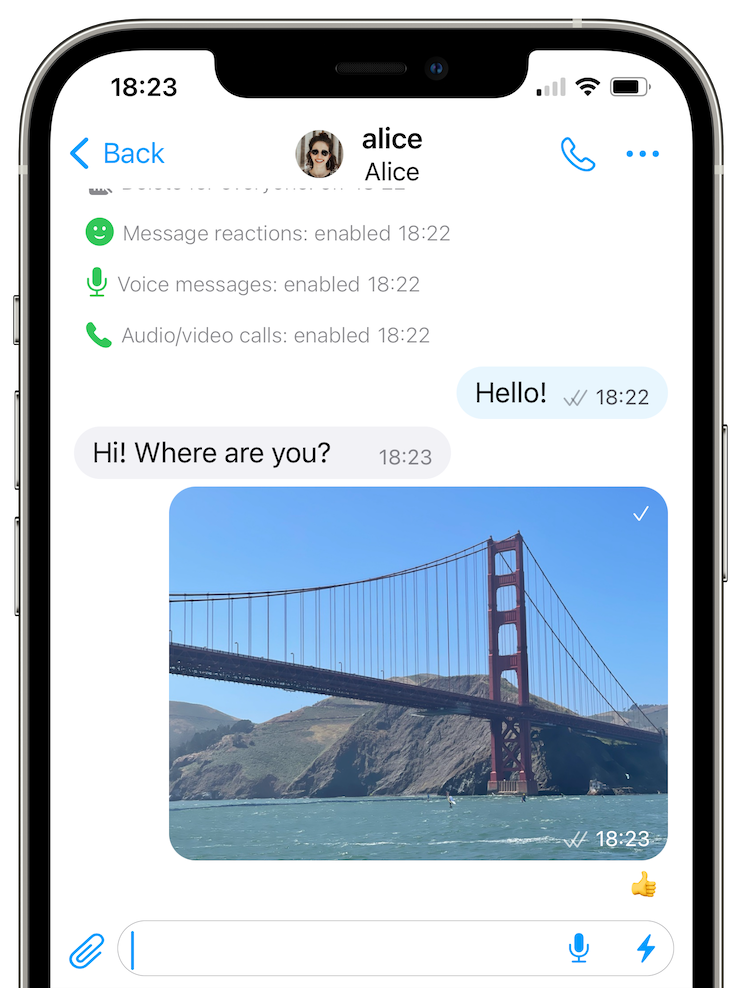 18:23
Back
alice
Alice
Message reactions: enabled 18:22
Voice messages: enabled 18:22
Audio/video calls: enabled 18:22
Hello! 18:22
Hi! Where are you? 18:23
18:23